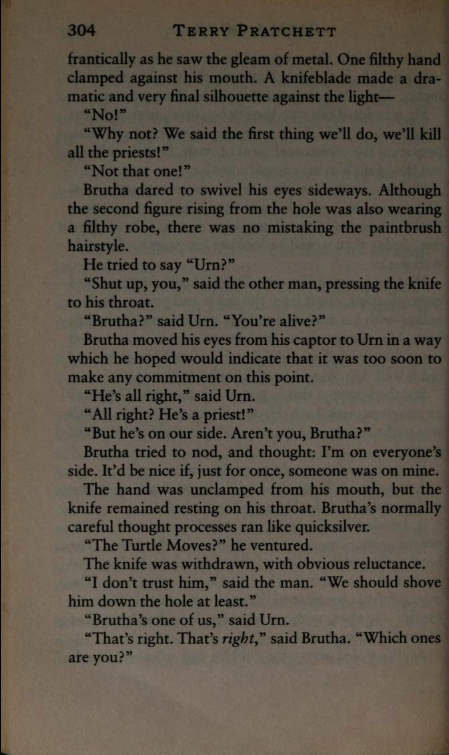 304 TERRY PRATCHETT
frantically as he saw the gleam of metal. One filthy hand
clamped against his mouth. A knifeblade made a dra-
matic and very final silhouette against the light—
"No!"
"Why not? We said the first thing we'll do, we'll kill
all the priests!"
"Not that one!"
Brutha dared to swivel his eyes sideways. Although
the second figure rising from the hole was also wearing
a filthy robe, there was no mistaking the paintbrush
hairstyle.
He tried to say "Urn?"
"Shut up, you," said the other man, pressing the knife
to his throat.
"Brutha?" said Urn. "You're alive?"
Brutha moved his eyes from his captor to Urn in a way
which he hoped would indicate that it was too soon to
make any commitment on this point.
"He's all right," said Urn.
"All right? He's a priest!"
"But he's on our side. Aren't you, Brutha?"
Brutha tried to nod, and thought: I'm on everyone's
side. It'd be nice if, just for once, someone was on mine.
The hand was unclamped from his mouth, but the
knife remained resting on his throat. Brutha's normally
careful thought processes ran like quicksilver.
"The Turtle Moves?" he ventured.
The knife was withdrawn, with obvious reluctance.
"I don't trust him," said the man. "We should shove
him down the hole at least."
"Brutha's one of us," said Urn.
"That's right. That's right," said Brutha. "Which ones
are you?"